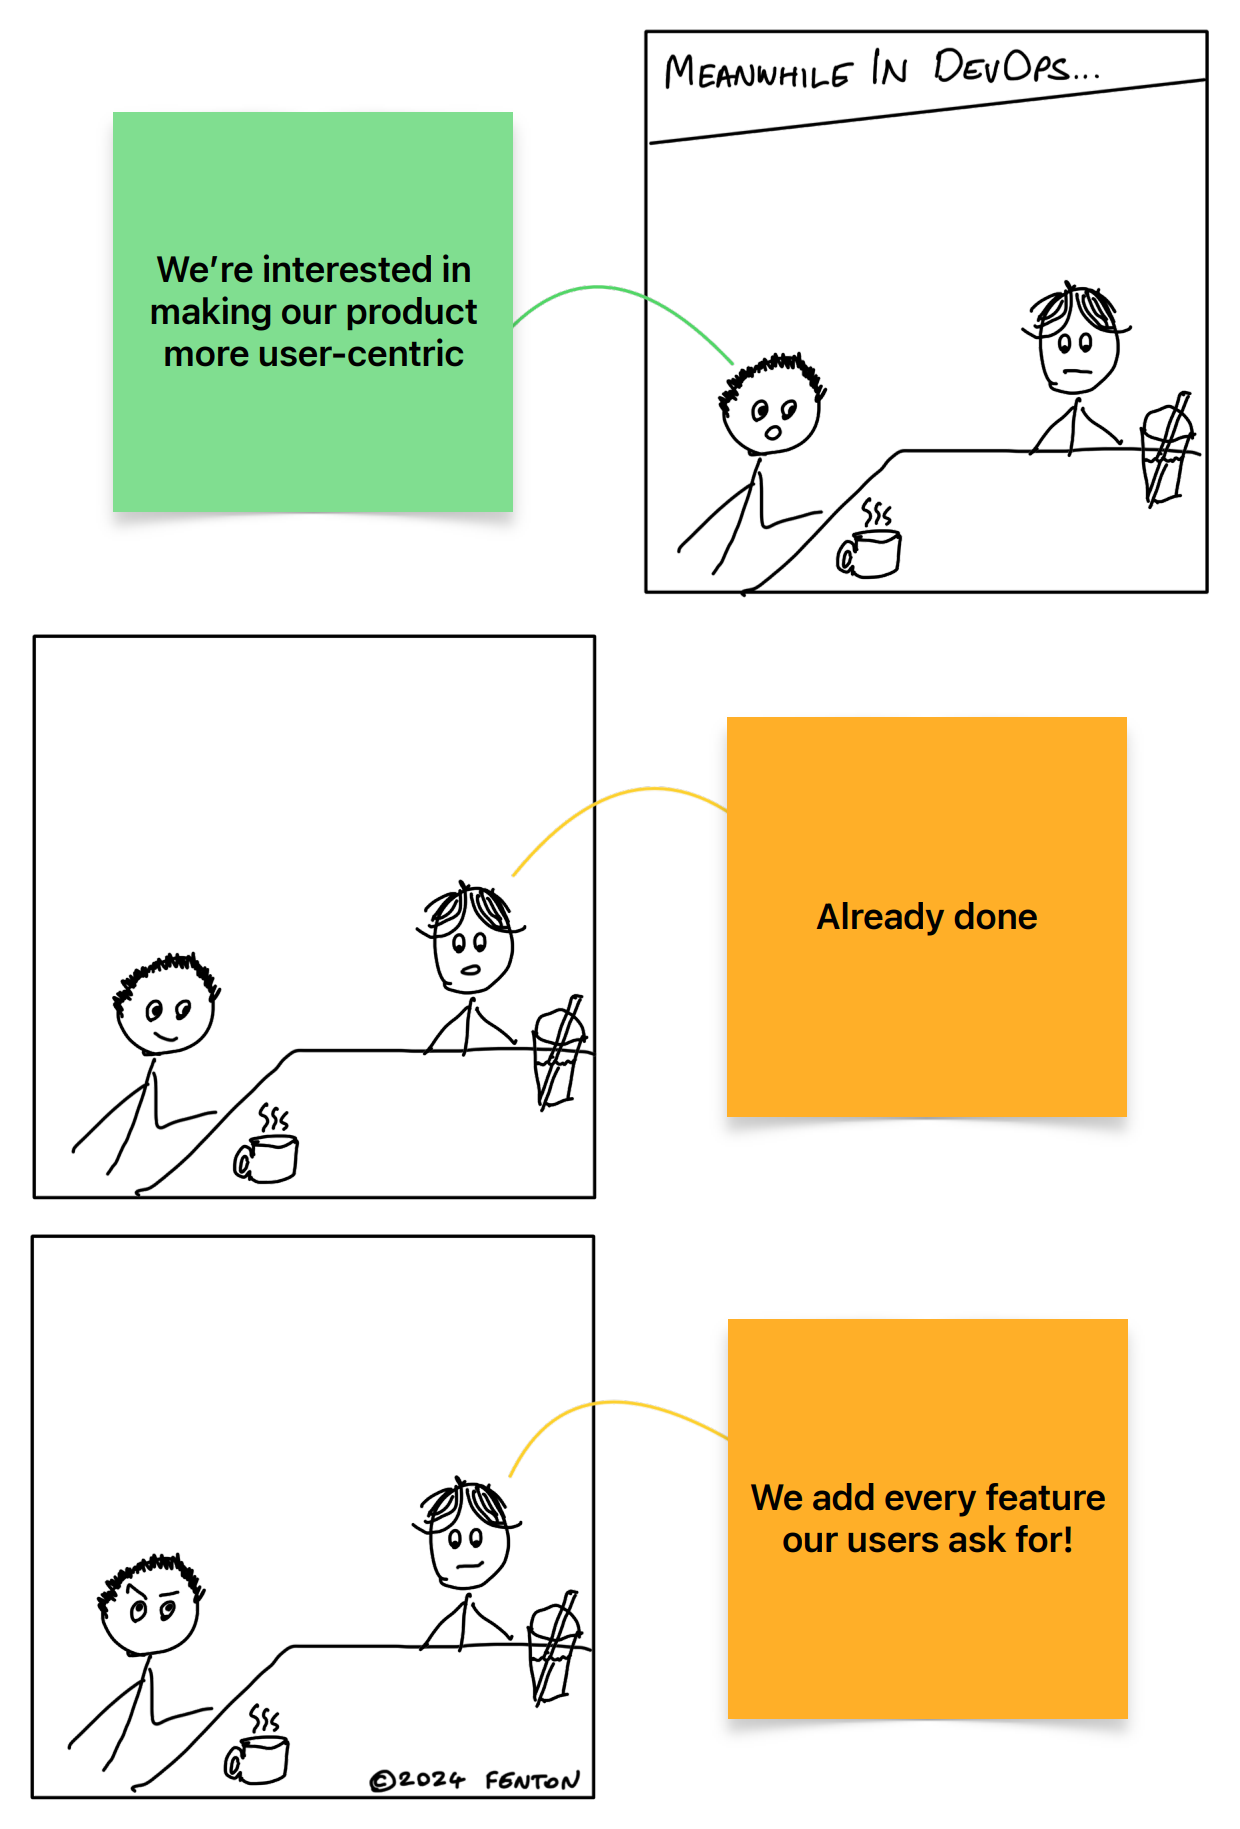 MEANWHILE IN DEVOPS...
We're interested in
making our product
more user-centric
Already done
We add every feature
our users ask for!
©2024 FENTON